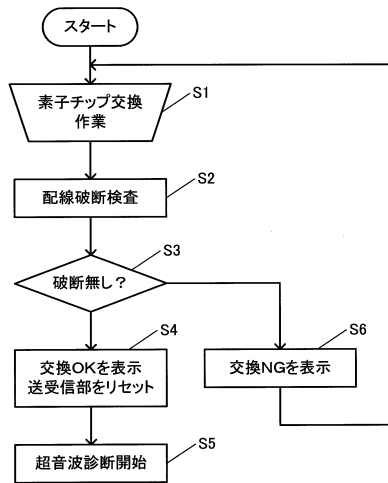 スタート
素子チップ交換
作業
S1
配線破断検査
S2
破断無し？
S3
交換OKを表示
送受信部をリセット
S4
交換NGを表示
S6
超音波診断開始
S5